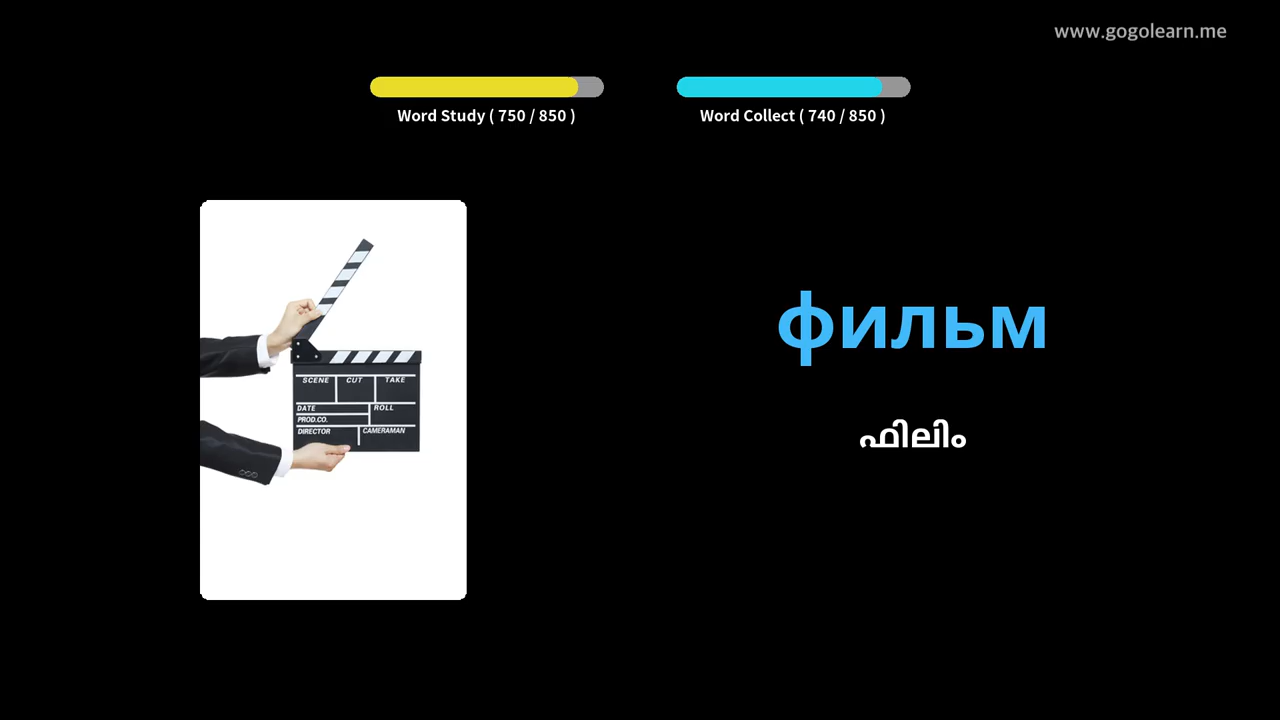 www.gogolearn.me
Word Study ( 750 / 850 )
Word Collect ( 740 / 850 )
SCENE CUT TAKE
DATE ROLL
PROD.CO.
DIRECTOR CAMERAMAN
фильм
ഫിലിം